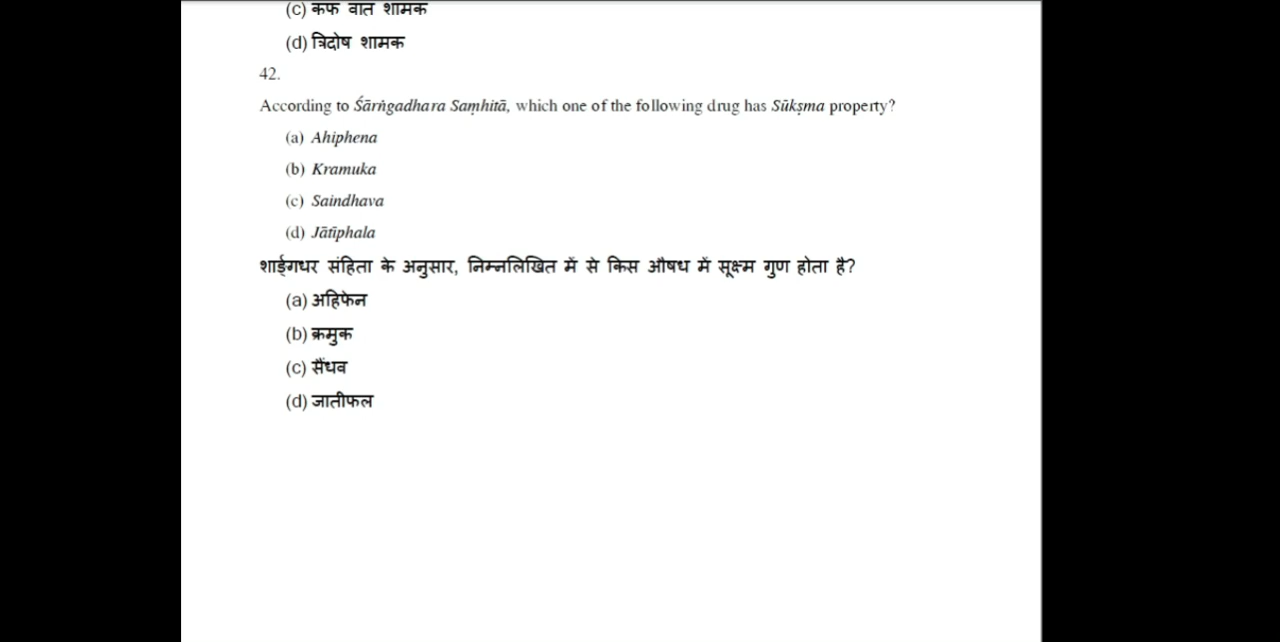 (c) कफ वात शामक
(d) त्रिदोष शामक
42.
According to Śārṅgadhara Saṃhitā, which one of the following drug has Sūkṣma property?
(a) Ahiphena
(b) Kramuka
(c) Saindhava
(d) Jātīphala
शार्ङ्गधर संहिता के अनुसार, निम्नलिखित में से किस औषध में सूक्ष्म गुण होता है?
(a) अहिफेन
(b) क्रमुक
(c) सैंधव
(d) जातीफल